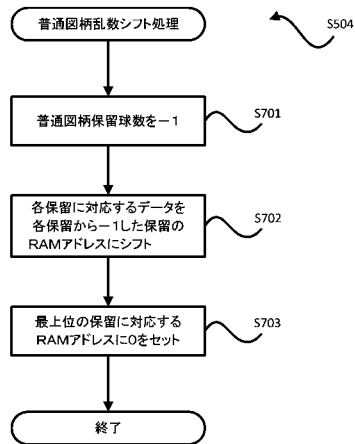 普通図柄乱数シフト処理
S504
普通図柄保留球数を－1
S701
各保留に対応するデータを
各保留から－1した保留の
RAMアドレスにシフト
S702
最上位の保留に対応する
RAMアドレスに0をセット
S703
終了